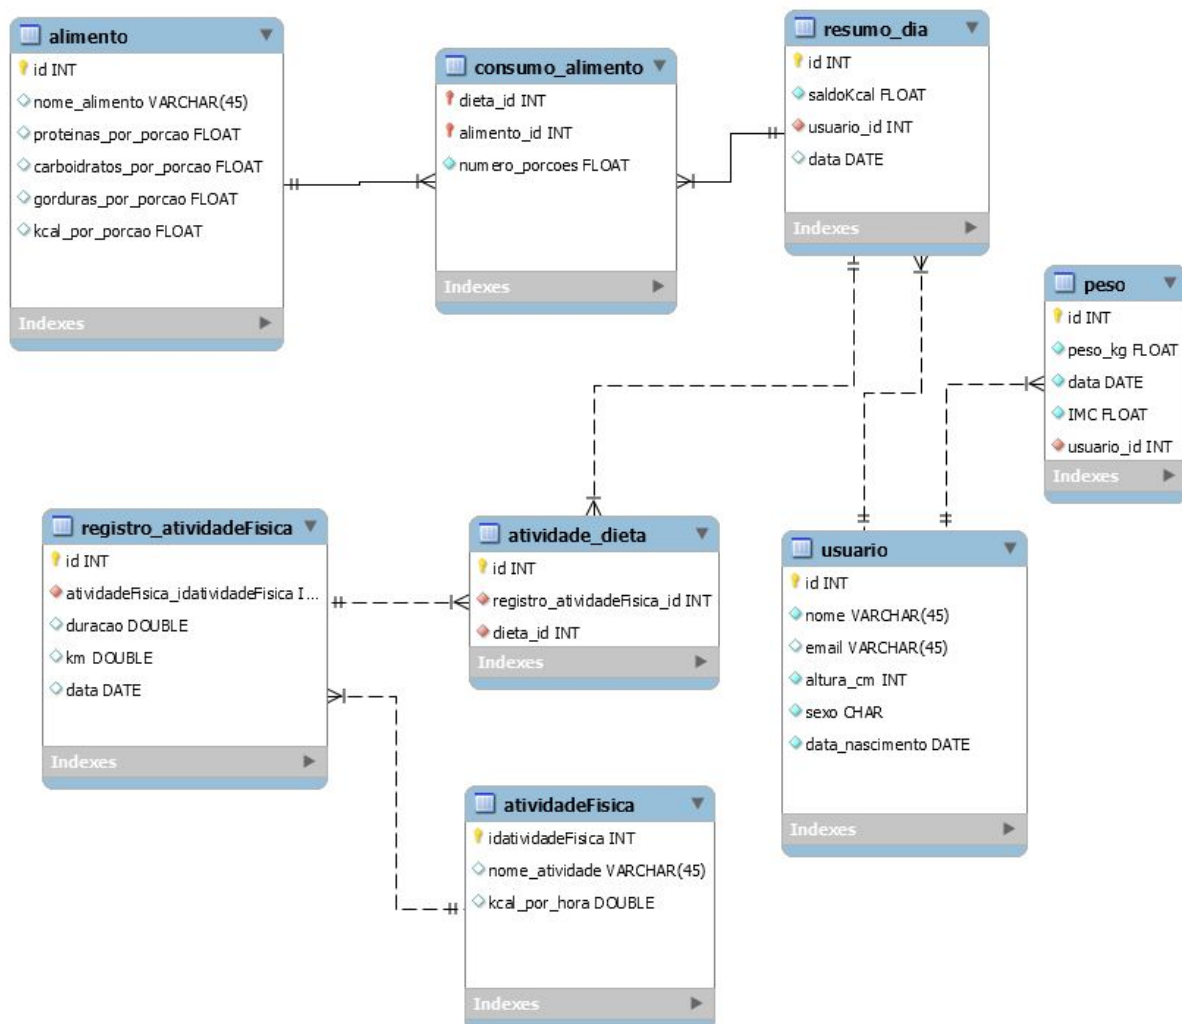 alimento
id INT
nome_alimento VARCHAR(45)
proteinas_por_porcao FLOAT
carboidratos_por_porcao FLOAT
gorduras_por_porcao FLOAT
kcal_por_porcao FLOAT
Indexes
consumo_alimento
dieta_id INT
alimento_id INT
numero_porcoes FLOAT
Indexes
resumo_dia
id INT
saldoKcal FLOAT
usuario_id INT
data DATE
Indexes
peso
id INT
peso_kg FLOAT
data DATE
IMC FLOAT
usuario_id INT
Indexes
registro_atividadeFisica
id INT
atividadeFisica_idatividadeFisica I...
duracao DOUBLE
km DOUBLE
data DATE
Indexes
atividade_dieta
id INT
registro_atividadeFisica_id INT
dieta_id INT
Indexes
usuario
id INT
nome VARCHAR(45)
email VARCHAR(45)
altura_cm INT
sexo CHAR
data_nascimento DATE
Indexes
atividadeFisica
idatividadeFisica INT
nome_atividade VARCHAR(45)
kcal_por_hora DOUBLE
Indexes